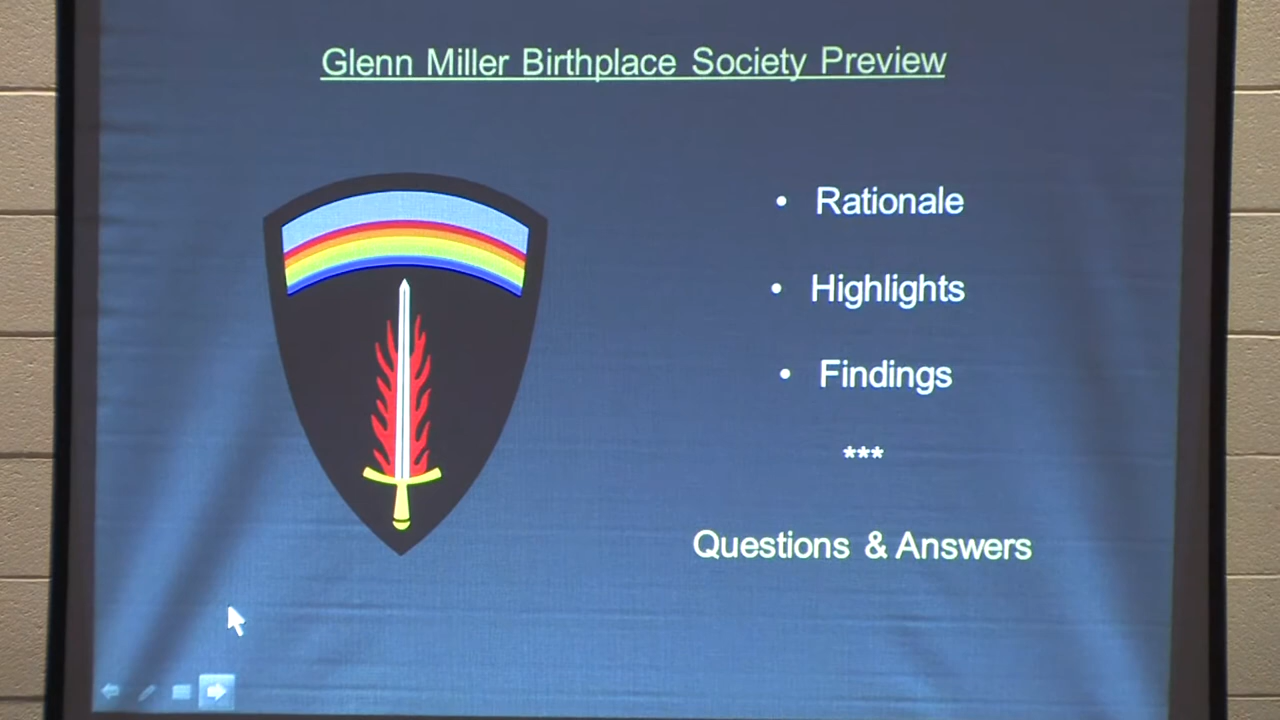 Glenn Miller Birthplace Society Preview
• Rationale
• Highlights
• Findings
***
Questions & Answers